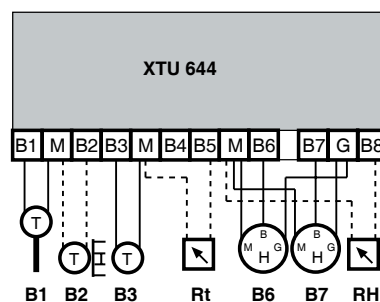 XTU 644
B1 M B2 B3 M B4 B5 M B6 B7 G B8
T
T T
B
M G
H
B
M G
H
B1 B2 B3 Rt B6 B7 RH